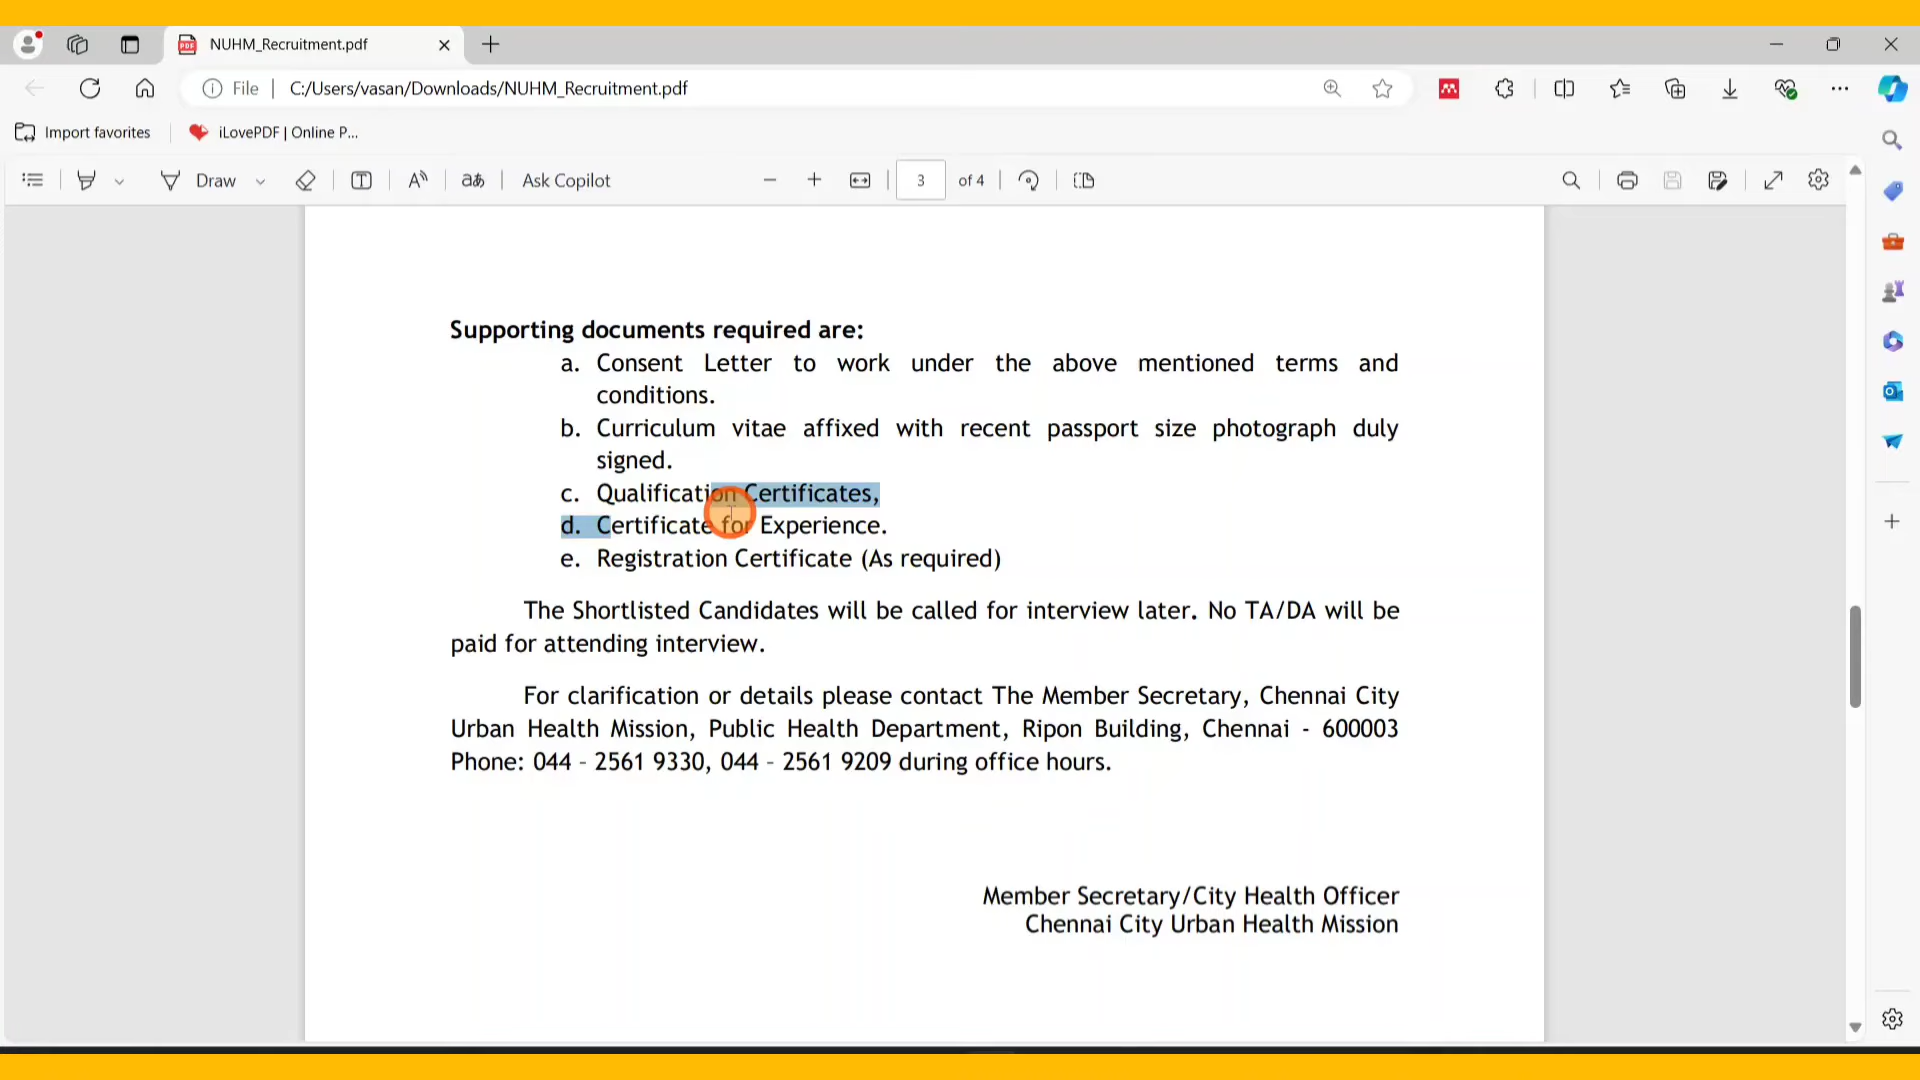 NUHM_Recruitment.pdf
File
C:/Users/vasan/Downloads/NUHM_Recruitment.pdf
Import favorites
iLovePDF | Online P...
Draw
Ask Copilot
3 of 4
Supporting documents required are:
a. Consent Letter to work under the above mentioned terms and
conditions.
b. Curriculum vitae affixed with recent passport size photograph duly
signed.
c. Qualification Certificates,
d. Certificate for Experience.
e. Registration Certificate (As required)
The Shortlisted Candidates will be called for interview later. No TA/DA will be
paid for attending interview.
For clarification or details please contact The Member Secretary, Chennai City
Urban Health Mission, Public Health Department, Ripon Building, Chennai - 600003
Phone: 044 – 2561 9330, 044 – 2561 9209 during office hours.
Member Secretary/City Health Officer
Chennai City Urban Health Mission